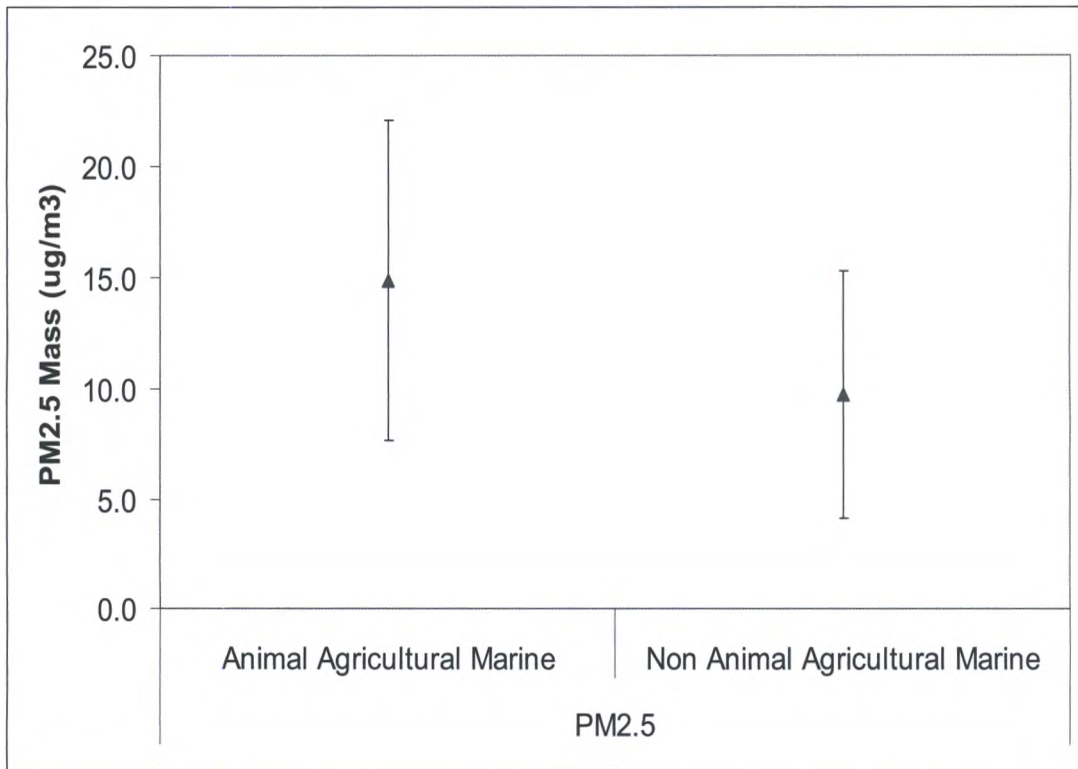 25.0
20.0
15.0
10.0
5.0
0.0
PM2.5 Mass (ug/m3)
Animal Agricultural Marine
Non Animal Agricultural Marine
PM2.5